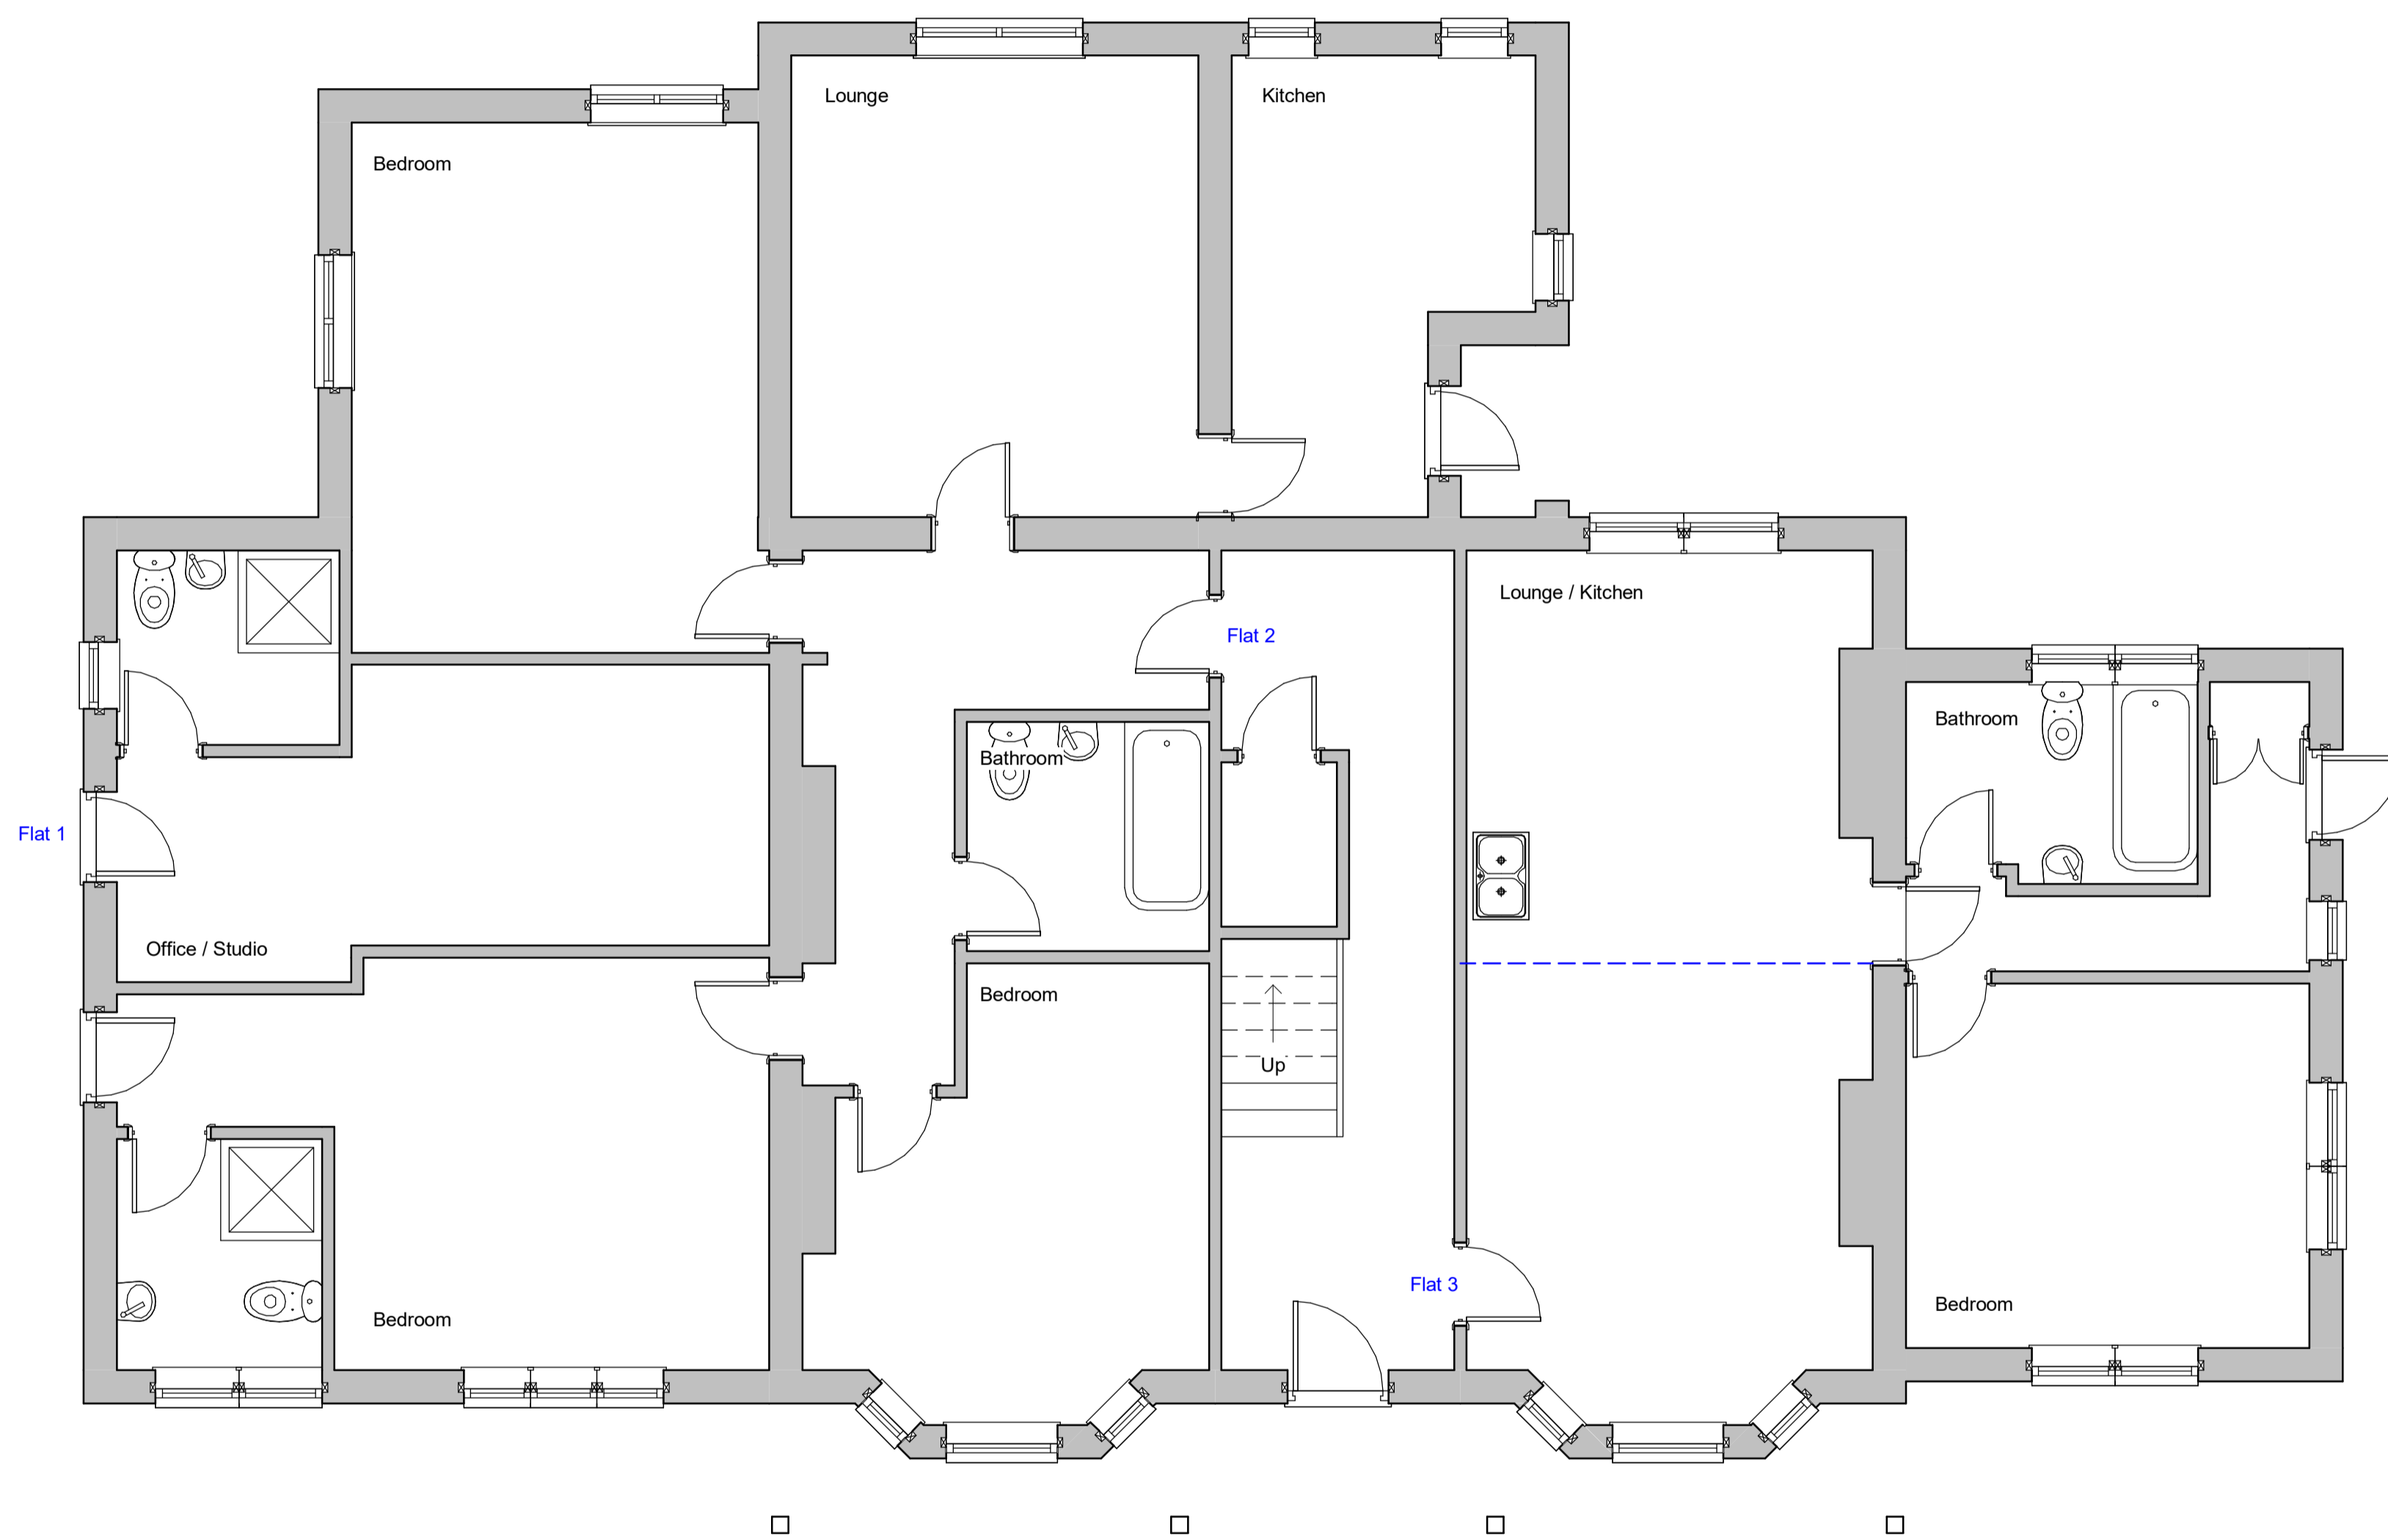 Lounge
Kitchen
Bedroom
Lounge / Kitchen
Flat 2
Bathroom
Bathroom
Flat 1
Office / Studio
Bedroom
Up
Flat 3
Bedroom
Bedroom